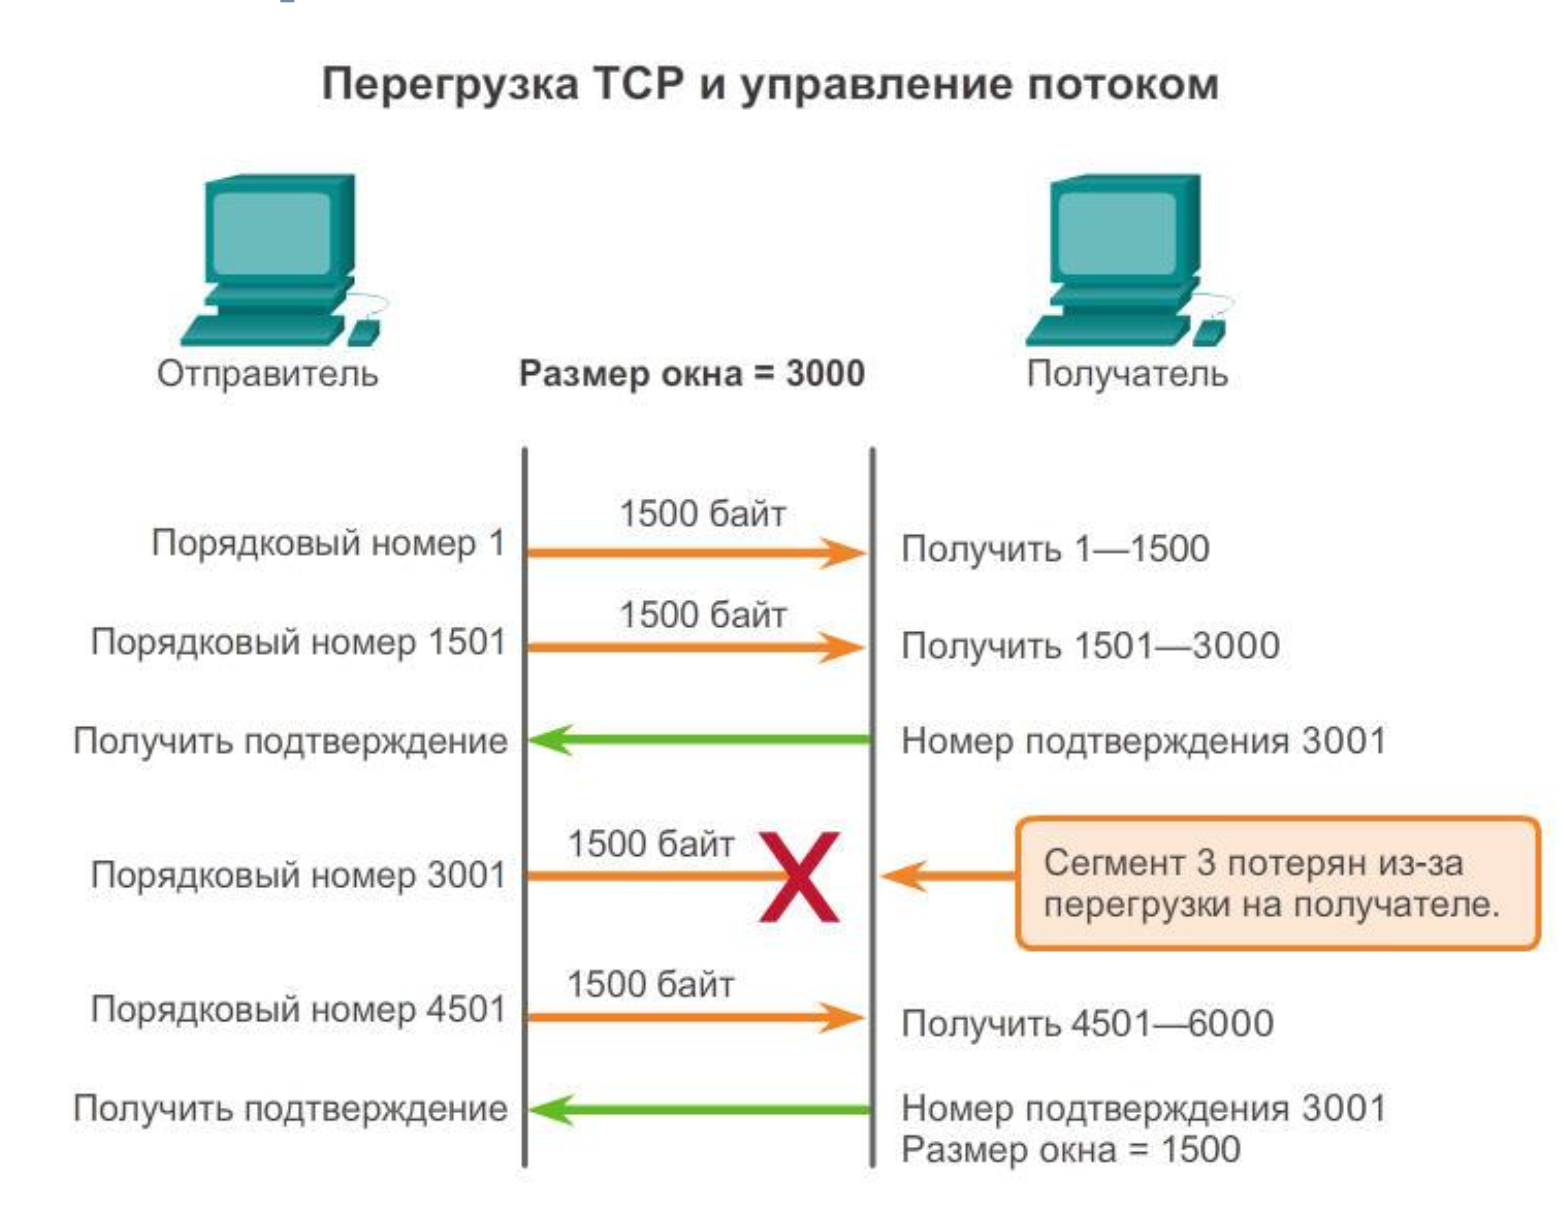 Перегрузка TCP и управление потоком
Отправитель
Размер окна = 3000
Получатель
1500 байт
Порядковый номер 1
Получить 1—1500
1500 байт
Порядковый номер 1501
Получить 1501—3000
Получить подтверждение
Номер подтверждения 3001
1500 байт
Порядковый номер 3001
Сегмент 3 потерян из-за
перегрузки на получателе.
1500 байт
Порядковый номер 4501
Получить 4501—6000
Получить подтверждение
Номер подтверждения 3001
Размер окна = 1500